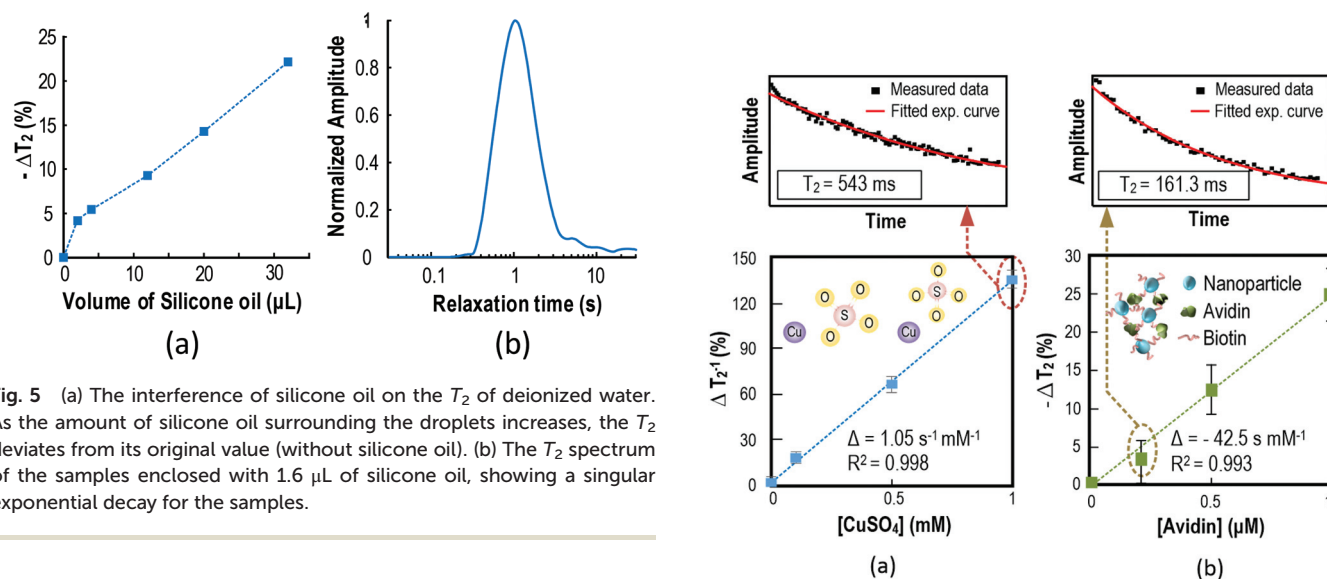 25
20
15
10
5
0
- ΔT2 (%)
0 10 20 30
Volume of Silicone oil (µL)
(a)
1
0.8
0.6
0.4
0.2
0
Normalized Amplitude
0.1 1 10
Relaxation time (s)
(b)
ig. 5 (a) The interference of silicone oil on the T2 of deionized water.
As the amount of silicone oil surrounding the droplets increases, the T2
deviates from its original value (without silicone oil). (b) The T2 spectrum
of the samples enclosed with 1.6 μL of silicone oil, showing a singular
exponential decay for the samples.
Amplitude
Measured data
Fitted exp. curve
T2 = 543 ms
Time
150
120
90
60
30
0
Δ T2-1 (%)
O O O
S
O O
Cu
O
O S O
O
Cu
Δ = 1.05 s-1 mM-1
R2 = 0.998
0 0.5 1
[CuSO4] (mM)
(a)
Amplitude
Measured data
Fitted exp. curve
T2 = 161.3 ms
Time
30
25
20
15
10
5
0
- Δ T2 (%)
Nanoparticle
Avidin
Biotin
Δ = - 42.5 s mM-1
R2 = 0.993
0 0.5 1
[Avidin] (µM)
(b)